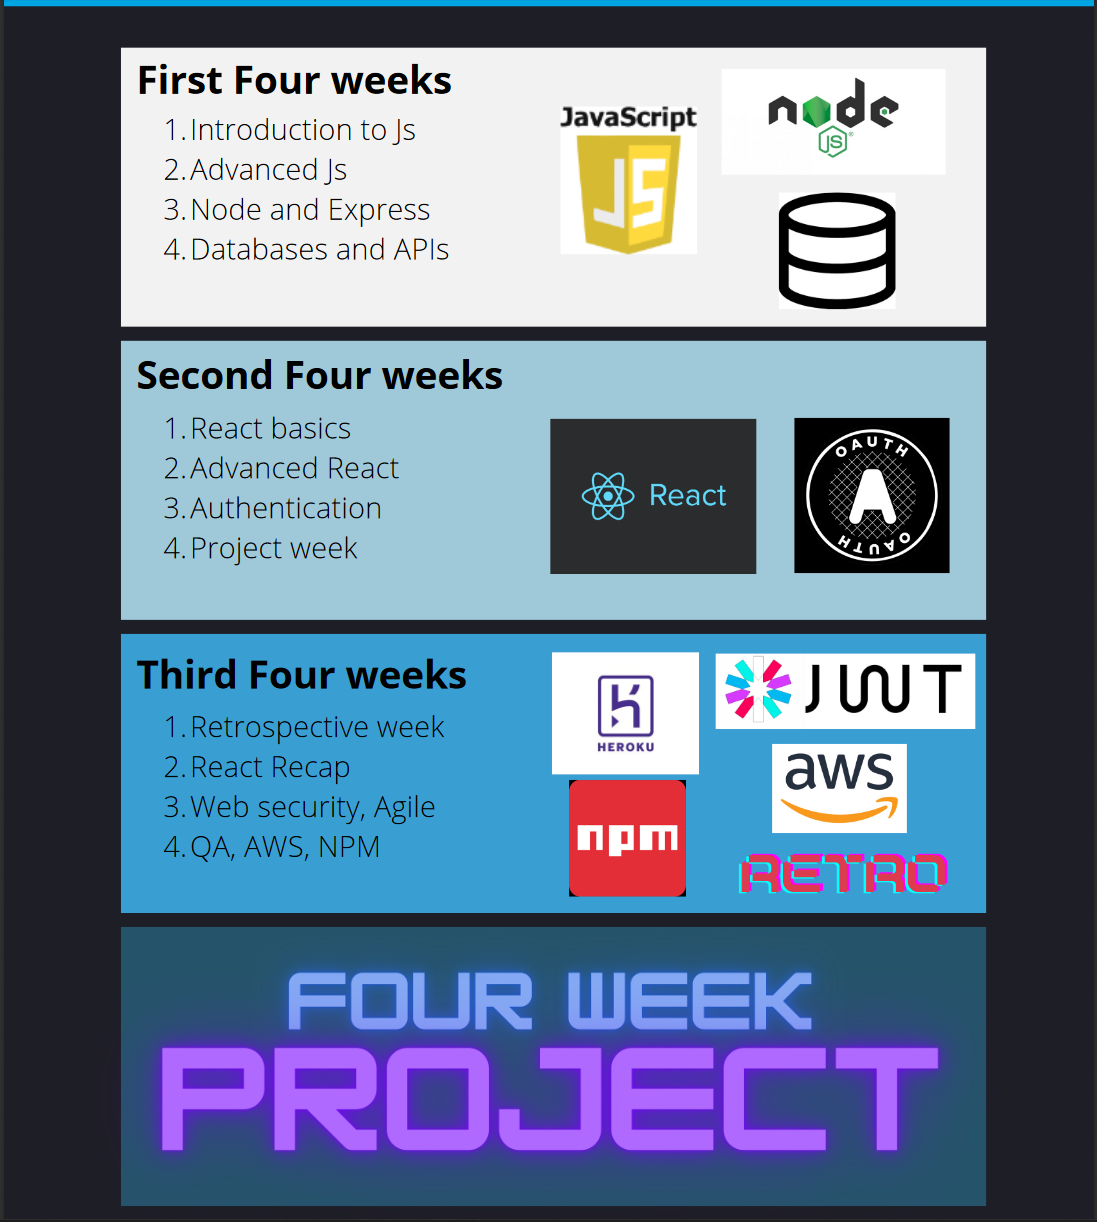 First Four weeks
1. Introduction to Js
2. Advanced Js
3. Node and Express
4. Databases and APIs
JavaScript
JS
node
JS
Second Four weeks
1. React basics
2. Advanced React
3. Authentication
4. Project week
React
OAUTH
A
OAUTH
Third Four weeks
1. Retrospective week
2. React Recap
3. Web security, Agile
4. QA, AWS, NPM
HEROKU
JWT
npm
aws
RETRO
FOUR WEEK
PROJECT